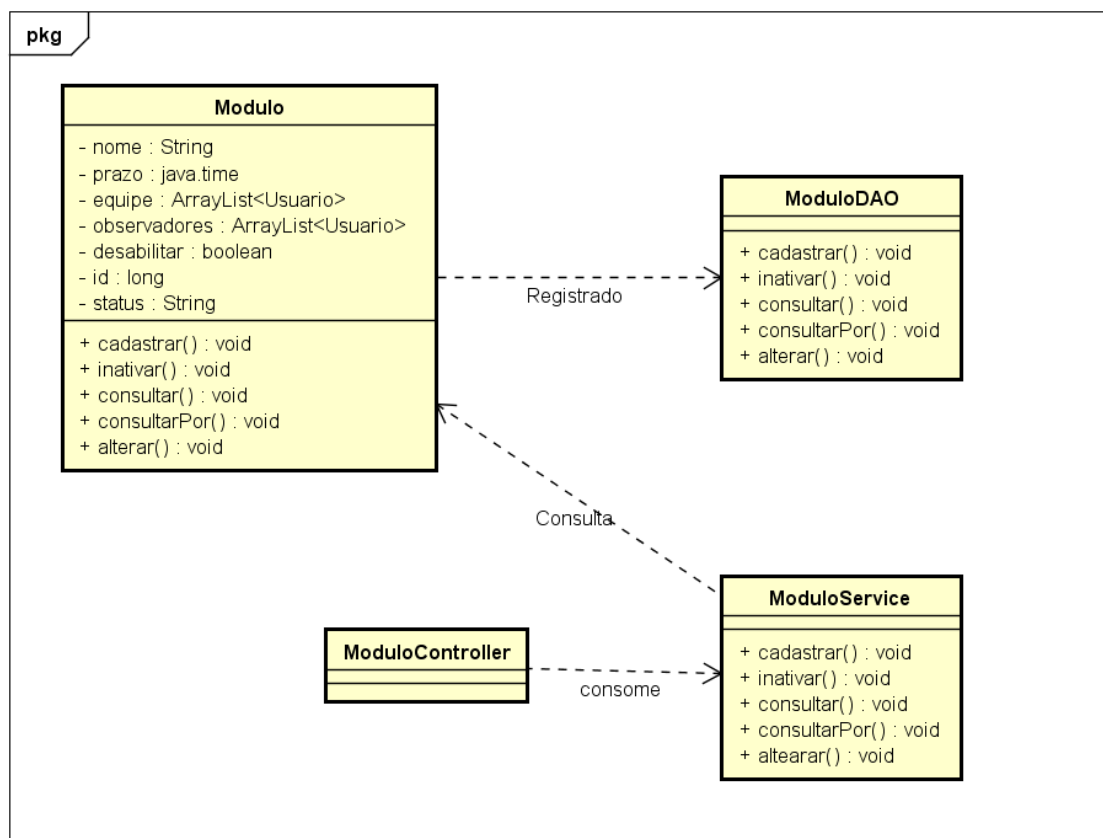 pkg
Modulo
- nome : String
- prazo : java.time
- equipe : ArrayList<Usuario>
- observadores : ArrayList<Usuario>
- desabilitar : boolean
- id : long
- status : String
+ cadastrar() : void
+ inativar() : void
+ consultar() : void
+ consultarPor() : void
+ alterar() : void
Registrado
ModuloDAO
+ cadastrar() : void
+ inativar() : void
+ consultar() : void
+ consultarPor() : void
+ alterar() : void
Consulta
ModuloController
consome
ModuloService
+ cadastrar() : void
+ inativar() : void
+ consultar() : void
+ consultarPor() : void
+ altearar() : void